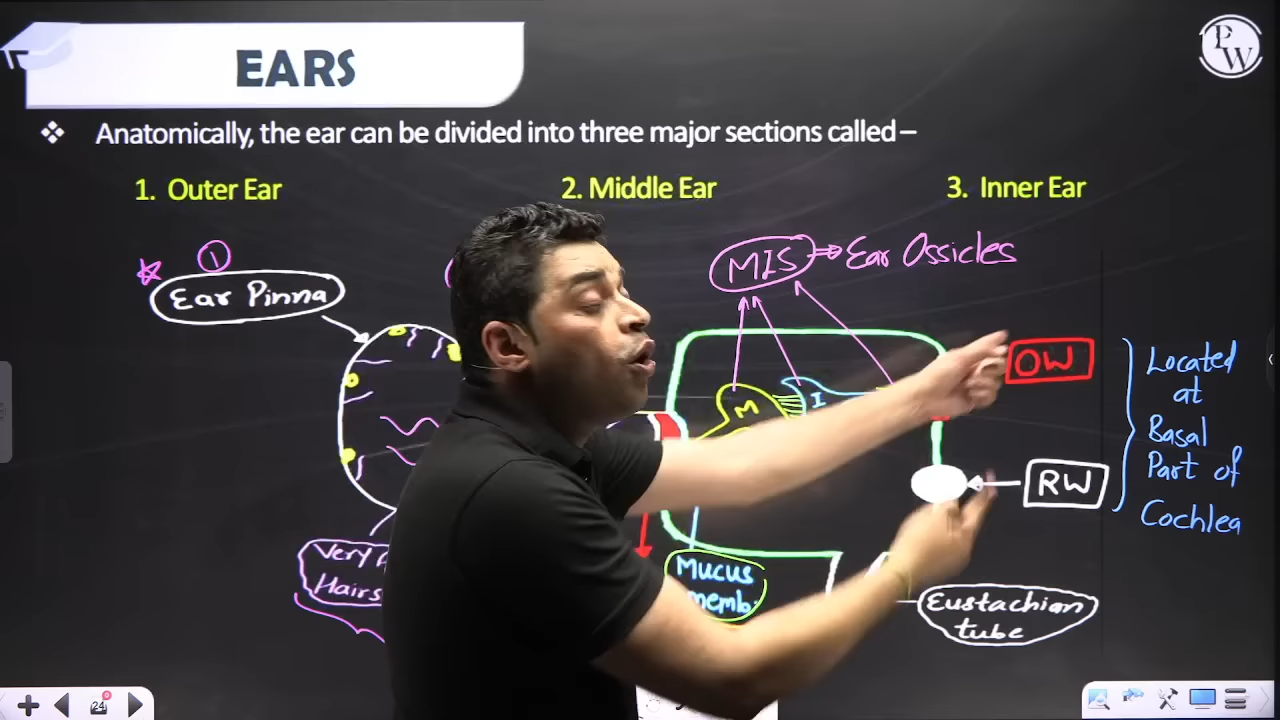 EARS
PW
❖ Anatomically, the ear can be divided into three major sections called –
1. Outer Ear
2. Middle Ear
3. Inner Ear
①
Ear Pinna
MIS ⇒ Ear Ossicles
M
I
OW
RW
Located
at
Basal
Part of
Cochlea
Very
Hairs
Mucus
memb.
Eustachian
tube
24